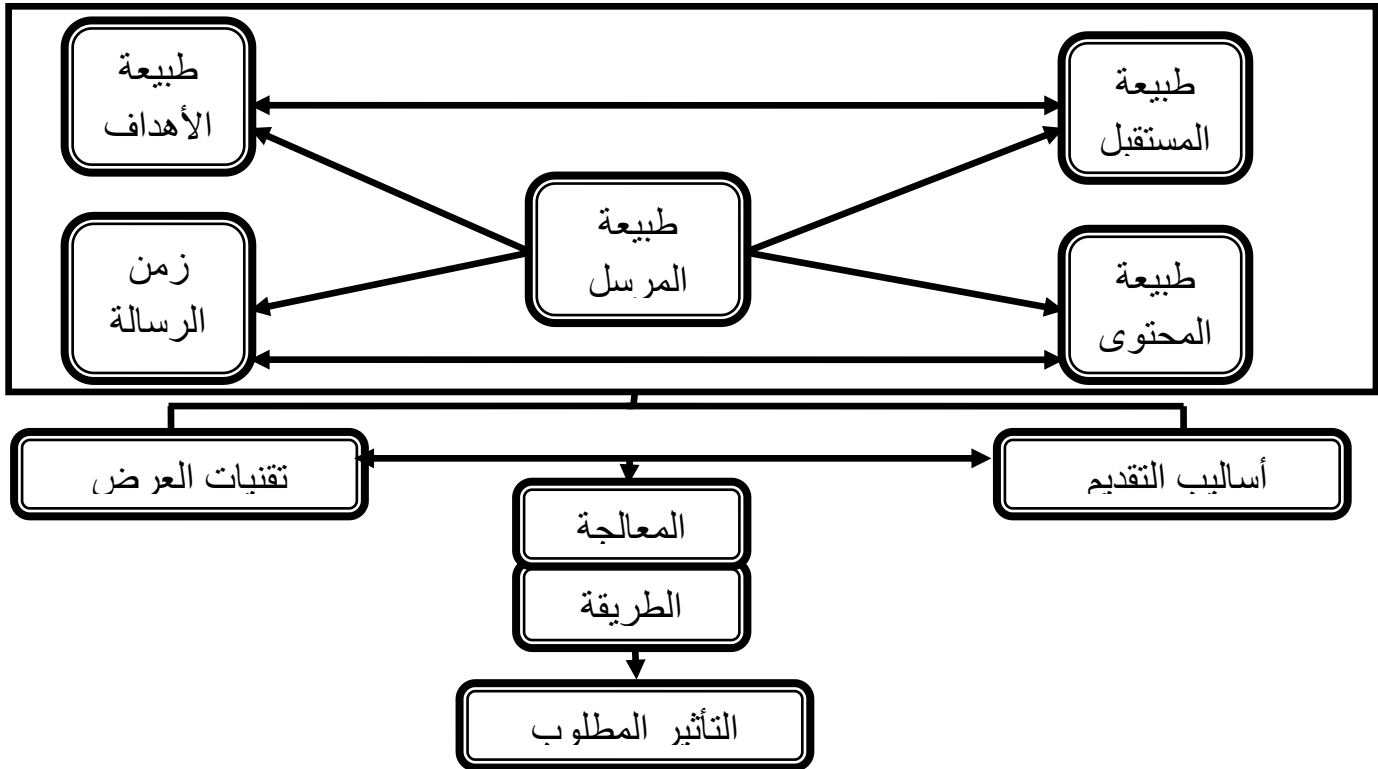 طبيعة
المستقبل
طبيعة
الأهداف
طبيعة
المرسل
طبيعة
المحتوى
زمن
الرسالة
أساليب التقديم
تقنيات العرض
المعالجة
الطريقة
التأثير المطلوب